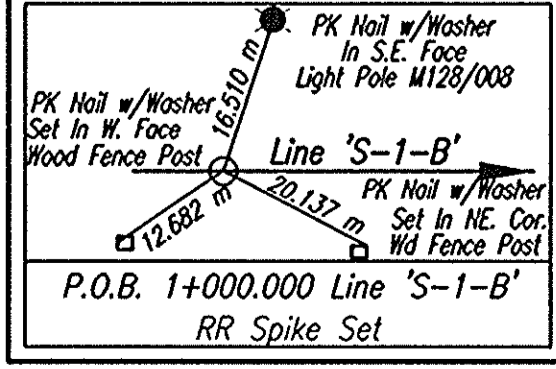 PK Nail w/Washer
In S.E. Face
Light Pole M128/008
16.510 m
PK Nail w/Washer
Set In W. Face
Wood Fence Post
Line 'S-1-B'
12.682 m
20.137 m
PK Nail w/Washer
Set In NE. Cor.
Wd Fence Post
P.O.B. 1+000.000 Line 'S-1-B'
RR Spike Set